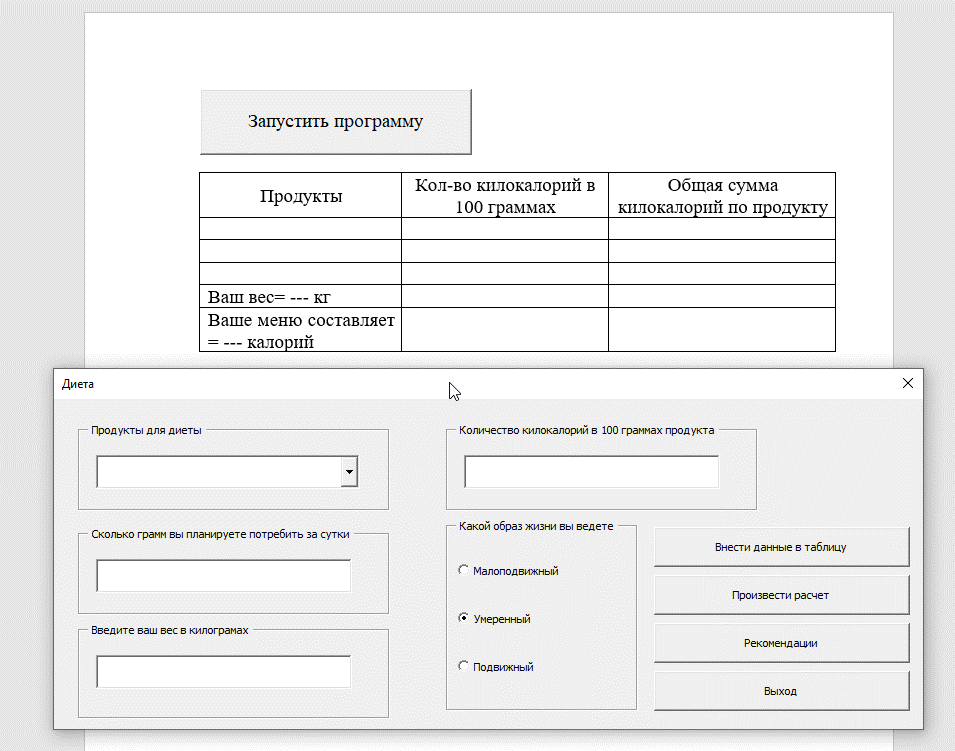 Запустить программу
Продукты
Кол-во килокалорий в
100 граммах
Общая сумма
килокалорий по продукту
Ваш вес= --- кг
Ваше меню составляет
= --- калорий
Диета
Продукты для диеты
Количество килокалорий в 100 граммах продукта
Сколько грамм вы планируете потребить за сутки
Какой образ жизни вы ведете
Малоподвижный
Умеренный
Подвижный
Внести данные в таблицу
Произвести расчет
Рекомендации
Выход
Введите ваш вес в килограмах